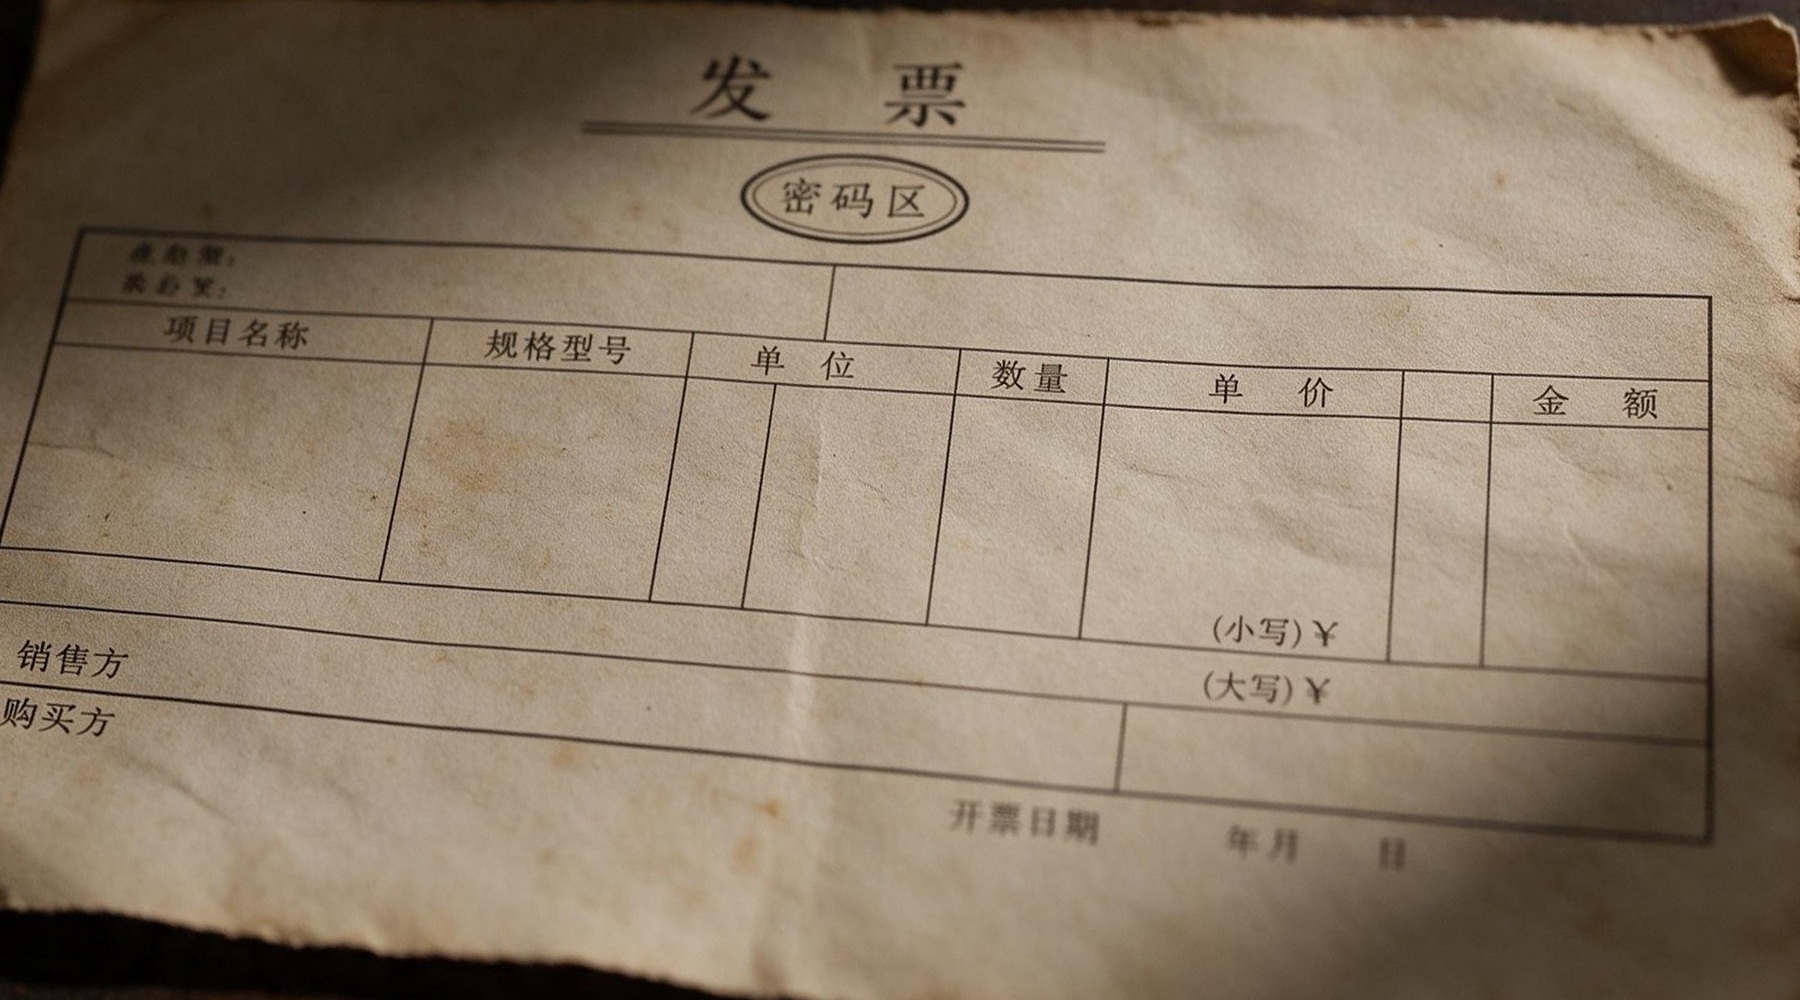 发 票
密码区
项目名称 规格型号 单 位 数量 单 价 金 额
(小写)¥
(大写)¥
销售方
购买方
开票日期 年月 日